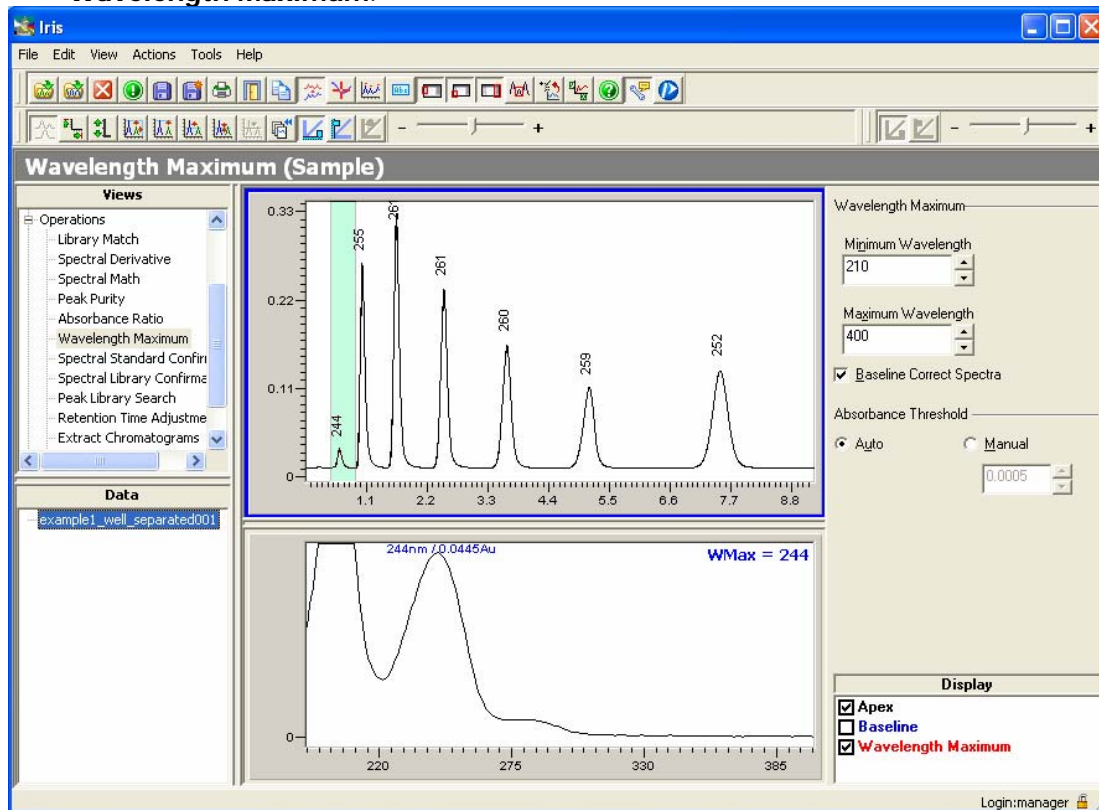 Wavelength Maximum.
Iris
File Edit View Actions Tools Help
- +
- +
Wavelength Maximum (Sample)
Views
Operations
Library Match
Spectral Derivative
Spectral Math
Peak Purity
Absorbance Ratio
Wavelength Maximum
Spectral Standard Confirr
Spectral Library Confirma
Peak Library Search
Retention Time Adjustme
Extract Chromatograms
Data
example1_well_separated001
0.33
0.22
0.11
0
244
255
261
261
260
259
252
1.1 2.2 3.3 4.4 5.5 6.6 7.7 8.8
244nm / 0.0445Au
WMax = 244
0
220 275 330 385
Wavelength Maximum
Minimum Wavelength
210
Maximum Wavelength
400
Baseline Correct Spectra
Absorbance Threshold
Auto Manual
0.0005
Display
Apex
Baseline
Wavelength Maximum
Login:manager